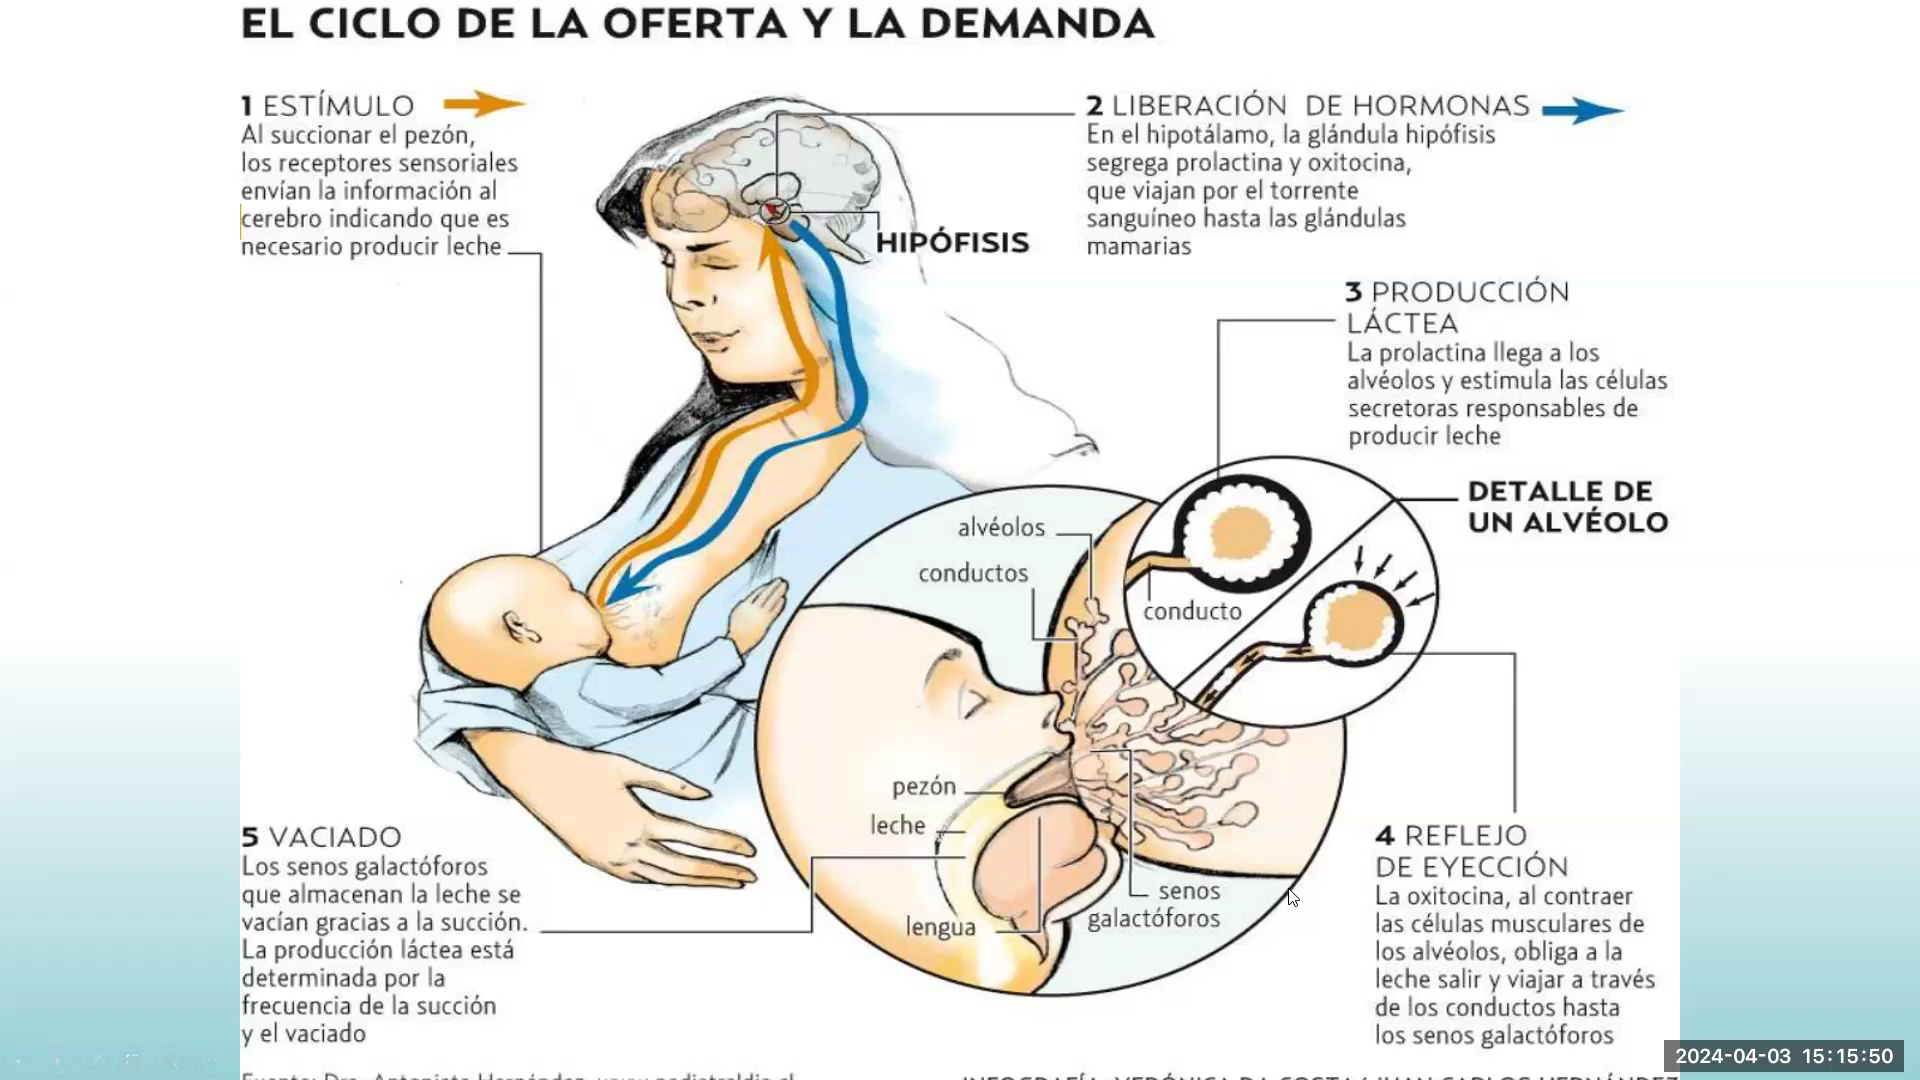 EL CICLO DE LA OFERTA Y LA DEMANDA
1 ESTÍMULO
Al succionar el pezón,
los receptores sensoriales
envían la información al
cerebro indicando que es
necesario producir leche
2 LIBERACIÓN DE HORMONAS
En el hipotálamo, la glándula hipófisis
segrega prolactina y oxitocina,
que viajan por el torrente
sanguíneo hasta las glándulas
mamarias
HIPÓFISIS
3 PRODUCCIÓN
LÁCTEA
La prolactina llega a los
alvéolos y estimula las células
secretoras responsables de
producir leche
DETALLE DE
UN ALVÉOLO
alvéolos
conductos
conducto
pezón
leche
lengua
senos
galactóforos
4 REFLEJO
DE EYECCIÓN
La oxitocina, al contraer
las células musculares de
los alvéolos, obliga a la
leche salir y viajar a través
de los conductos hasta
los senos galactóforos
5 VACIADO
Los senos galactóforos
que almacenan la leche se
vacían gracias a la succión.
La producción láctea está
determinada por la
frecuencia de la succión
y el vaciado
2024-04-03 15:15:50